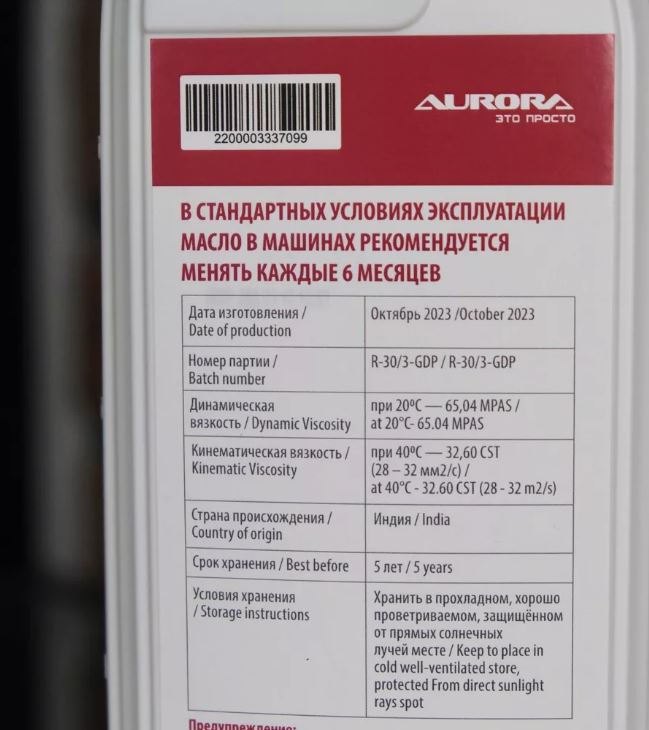 2200003337099
AURORA
ЭТО ПРОСТО
В СТАНДАРТНЫХ УСЛОВИЯХ ЭКСПЛУАТАЦИИ
МАСЛО В МАШИНАХ РЕКОМЕНДУЕТСЯ
МЕНЯТЬ КАЖДЫЕ 6 МЕСЯЦЕВ
Дата изготовления /
Date of production
Октябрь 2023 /October 2023
Номер партии /
Batch number
R-30/3-GDP / R-30/3-GDP
Динамическая
вязкость / Dynamic Viscosity
при 20ºC — 65,04 MPAS /
at 20°C- 65.04 MPAS
Кинематическая вязкость /
Kinematic Viscosity
при 40ºC — 32,60 CST
(28 – 32 мм2/с) /
at 40°C - 32.60 CST (28 - 32 m2/s)
Страна происхождения /
Country of origin
Индия / India
Срок хранения / Best before
5 лет / 5 years
Условия хранения
/ Storage instructions
Хранить в прохладном, хорошо
проветриваемом, защищённом
от прямых солнечных
лучей месте / Keep to place in
cold well-ventilated store,
protected From direct sunlight
rays spot
Предупреждение: